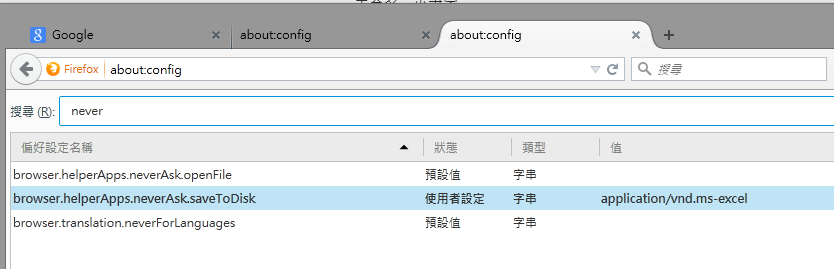 Google
about:config
about:config
Firefox
about:config
搜尋
搜尋 (R):
never
偏好設定名稱
狀態
類型
值
browser.helperApps.neverAsk.openFile
預設值
字串
browser.helperApps.neverAsk.saveToDisk
使用者設定
字串
application/vnd.ms-excel
browser.translation.neverForLanguages
預設值
字串